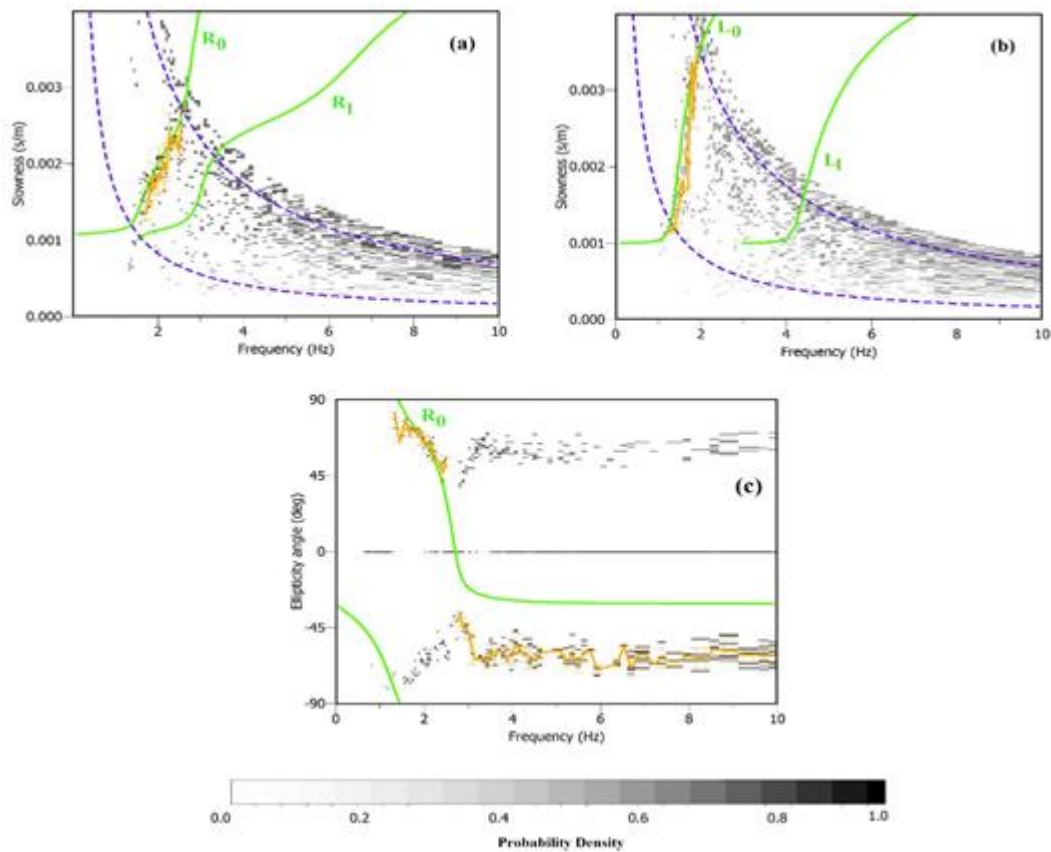 (a)
R0
R1
0.003
0.002
0.001
0.000
Slowness (s/m)
2 4 6 8 10
Frequency (Hz)
(b)
L0
L1
0.003
0.002
0.001
0.000
Slowness (s/m)
0 2 4 6 8 10
Frequency (Hz)
(c)
R0
90
45
0
-45
-90
Ellipticity angle (deg)
0 2 4 6 8 10
Frequency (Hz)
0.0 0.2 0.4 0.6 0.8 1.0
Probability Density